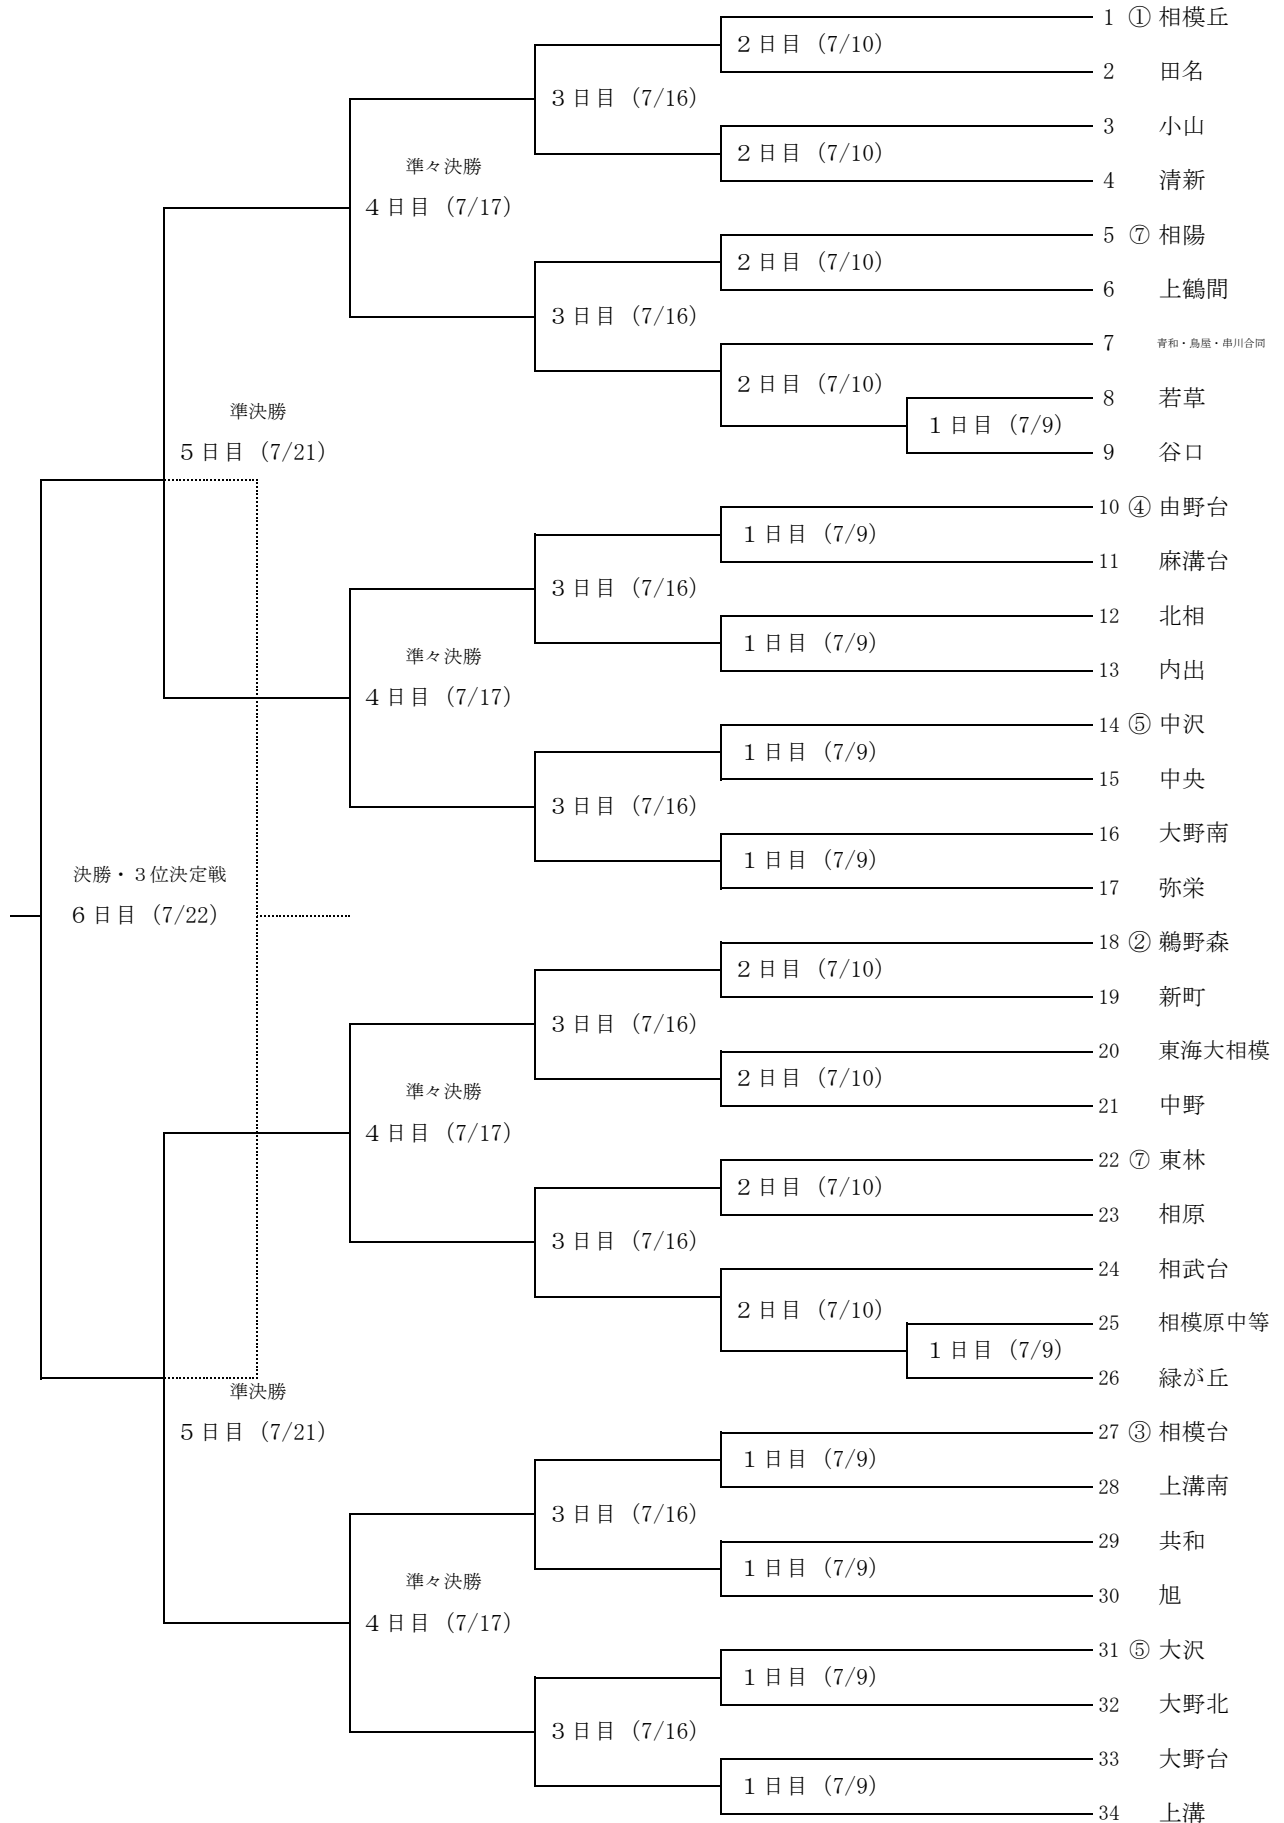 1 ① 相模丘
2日目（7/10）
2 田名
3日目（7/16）
3 小山
2日目（7/10）
準々決勝
4 清新
4日目（7/17）
5 ⑦ 相陽
2日目（7/10）
6 上鶴間
3日目（7/16）
7 青和・鳥屋・串川合同
2日目（7/10）
8 若草
準決勝
1日目（7/9）
5日目（7/21）
9 谷口
10 ④ 由野台
1日目（7/9）
11 麻溝台
3日目（7/16）
12 北相
1日目（7/9）
準々決勝
13 内出
4日目（7/17）
14 ⑤ 中沢
1日目（7/9）
15 中央
3日目（7/16）
16 大野南
1日目（7/9）
決勝・３位決定戦
17 弥栄
6日目（7/22）
18 ② 鵜野森
2日目（7/10）
19 新町
3日目（7/16）
20 東海大相模
2日目（7/10）
準々決勝
21 中野
4日目（7/17）
22 ⑦ 東林
2日目（7/10）
23 相原
3日目（7/16）
24 相武台
2日目（7/10）
25 相模原中等
1日目（7/9）
26 緑が丘
準決勝
5日目（7/21）
27 ③ 相模台
1日目（7/9）
28 上溝南
3日目（7/16）
29 共和
1日目（7/9）
準々決勝
30 旭
4日目（7/17）
31 ⑤ 大沢
1日目（7/9）
32 大野北
3日目（7/16）
33 大野台
1日目（7/9）
34 上溝